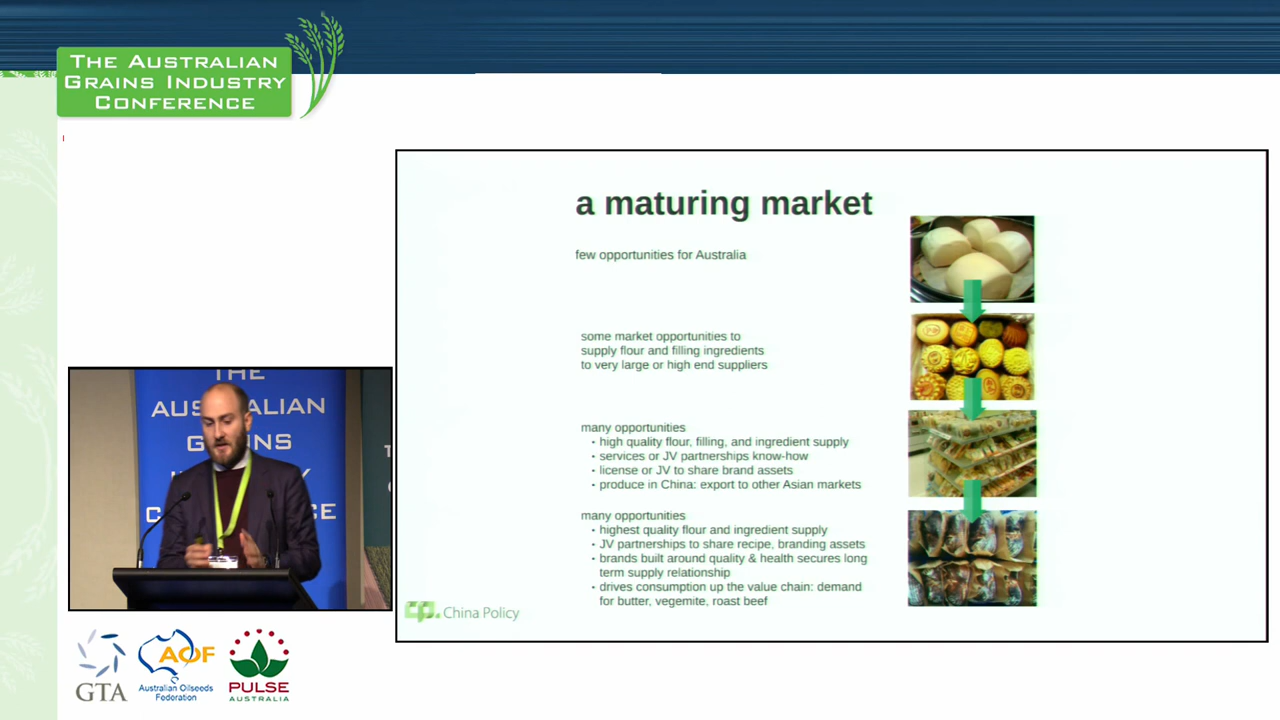 THE AUSTRALIAN
GRAINS INDUSTRY
CONFERENCE
a maturing market
few opportunities for Australia
some market opportunities to
supply flour and filling ingredients
to very large or high end suppliers
many opportunities
• high quality flour, filling, and ingredient supply
• services or JV partnerships know-how
• license or JV to share brand assets
• produce in China: export to other Asian markets
many opportunities
• highest quality flour and ingredient supply
• JV partnerships to share recipe, branding assets
• brands built around quality & health secures long
term supply relationship
• drives consumption up the value chain: demand
for butter, vegemite, roast beef
cp. China Policy
THE
AUSTRALIAN
GRAINS
GTA
AOF
Australian Oilseeds
Federation
PULSE
AUSTRALIA